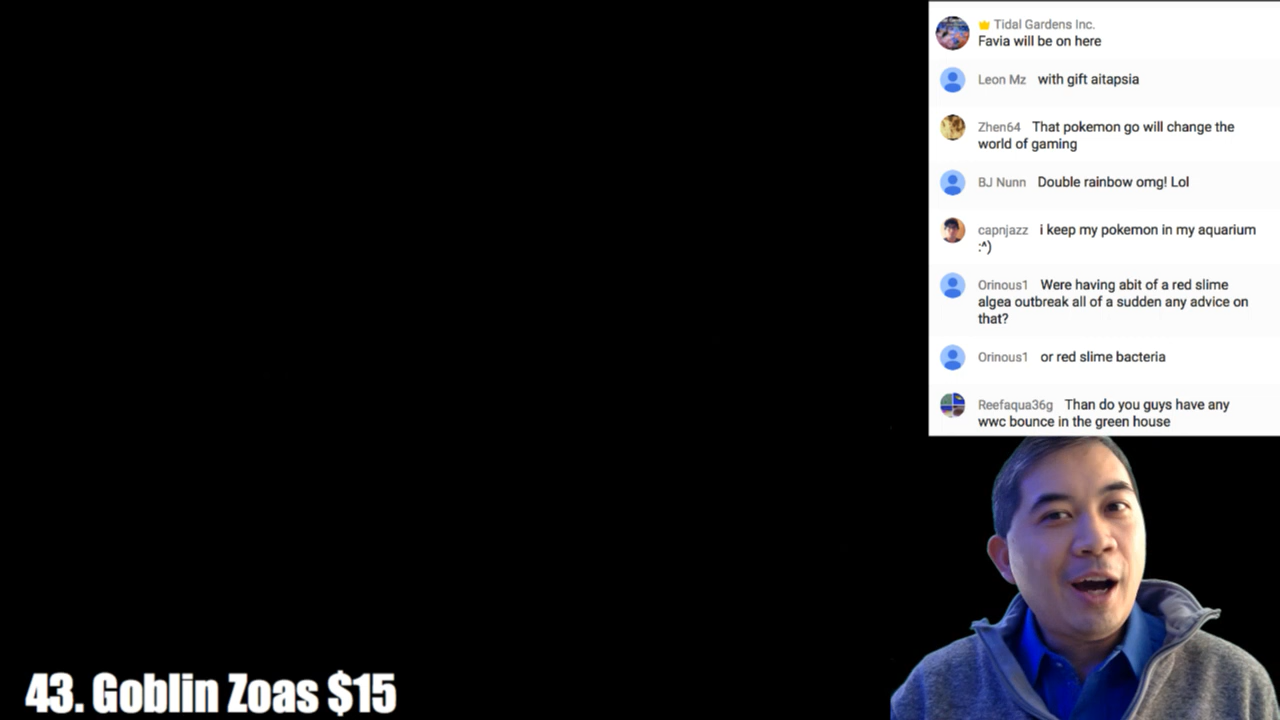 Tidal Gardens Inc.
Favia will be on here
Leon Mz with gift aitapsia
Zhen64 That pokemon go will change the
world of gaming
BJ Nunn Double rainbow omg! Lol
capnjazz i keep my pokemon in my aquarium
:^)
Orinous1 Were having abit of a red slime
algea outbreak all of a sudden any advice on
that?
Orinous1 or red slime bacteria
Reefaqua36g Than do you guys have any
wwc bounce in the green house
43. Goblin Zoas $15